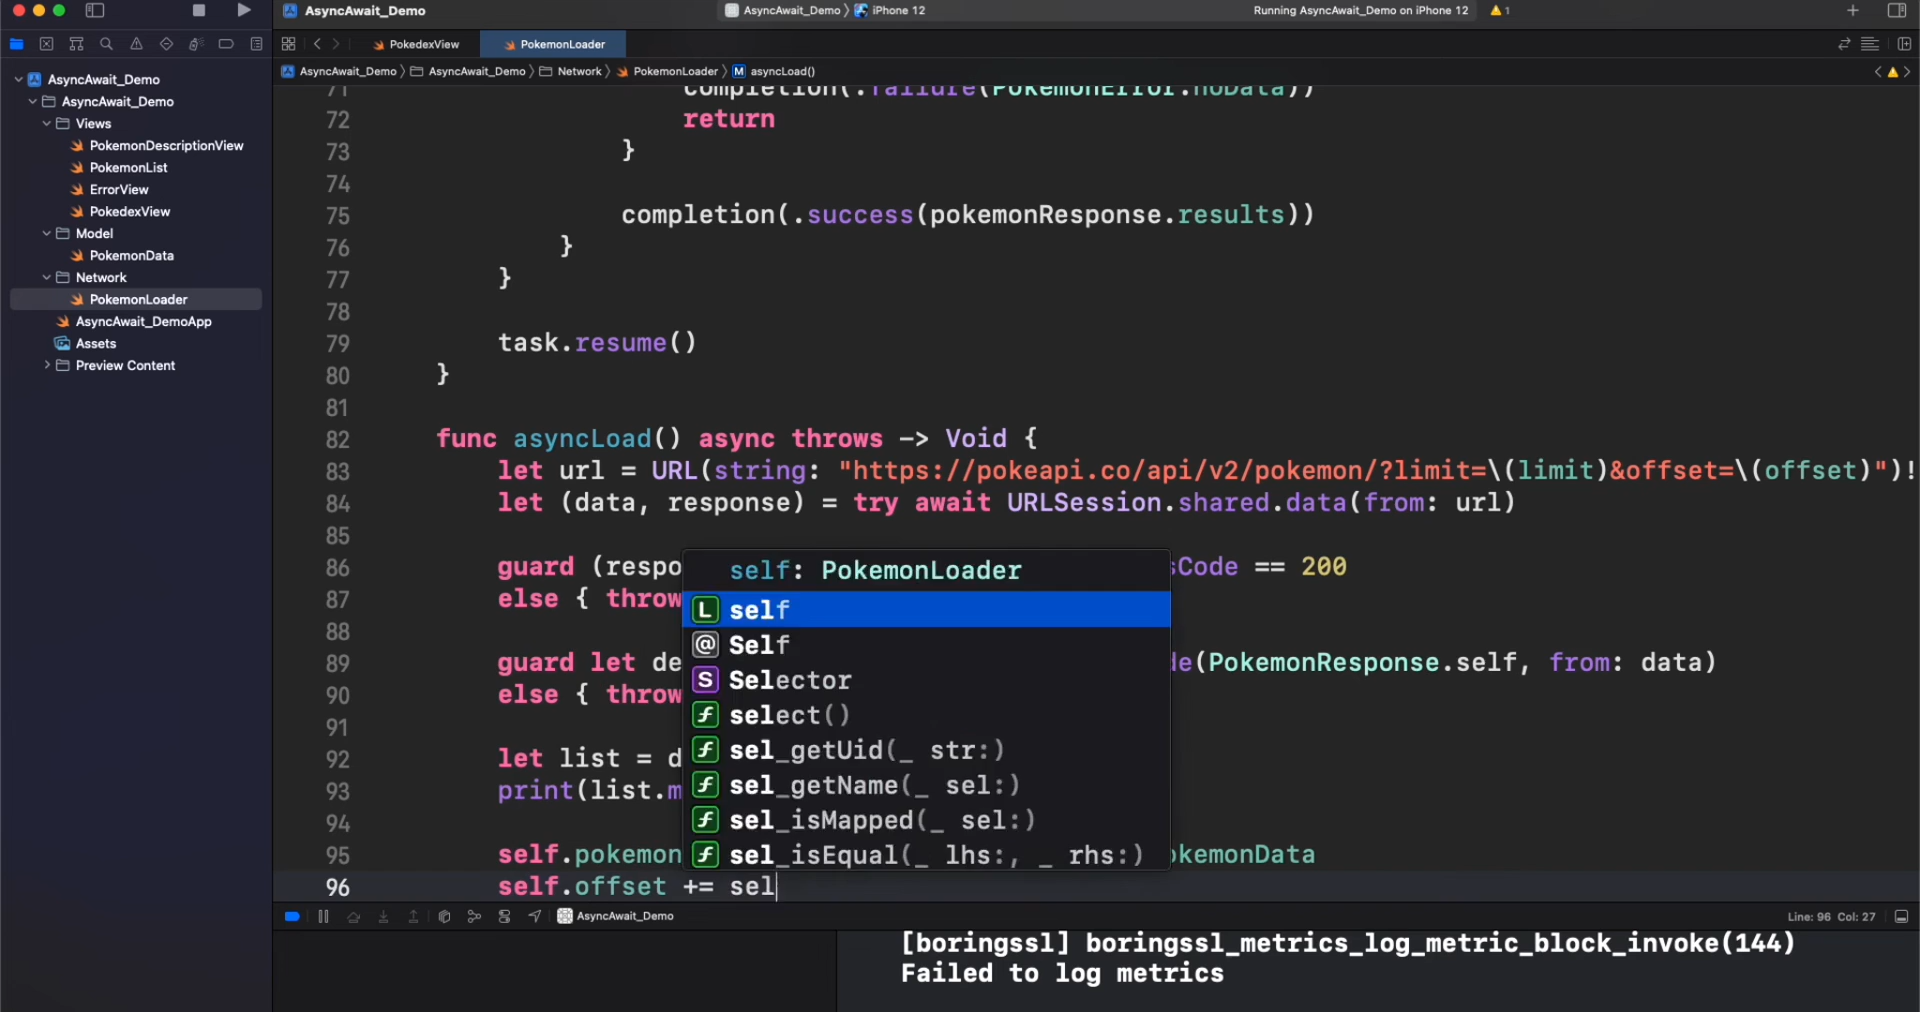 AsyncAwait_Demo
AsyncAwait_Demo
iPhone 12
Running AsyncAwait_Demo on iPhone 12
1
PokedexView
PokemonLoader
AsyncAwait_Demo
AsyncAwait_Demo
Network
PokemonLoader
M
asyncLoad()
AsyncAwait_Demo
AsyncAwait_Demo
Views
PokemonDescriptionView
PokemonList
ErrorView
PokedexView
Model
PokemonData
Network
PokemonLoader
AsyncAwait_DemoApp
Assets
Preview Content
71 completion(.failure(PokemonError.noData))
72 return
73 }
74
75 completion(.success(pokemonResponse.results))
76 }
77 }
78
79 task.resume()
80 }
81
82 func asyncLoad() async throws -> Void {
83 let url = URL(string: "https://pokeapi.co/api/v2/pokemon/?limit=\(limit)&offset=\(offset)")!
84 let (data, response) = try await URLSession.shared.data(from: url)
85
86 guard (respo sCode == 200
87 else { throw
88
89 guard let de de(PokemonResponse.self, from: data)
90 else { throw
91
92 let list = d
93 print(list.m
94
95 self.pokemon okemonData
96 self.offset += sel
self: PokemonLoader
L self
@ Self
S Selector
f select()
f sel_getUid(_ str:)
f sel_getName(_ sel:)
f sel_isMapped(_ sel:)
f sel_isEqual(_ lhs:, _ rhs:)
AsyncAwait_Demo
Line: 96 Col: 27
[boringssl] boringssl_metrics_log_metric_block_invoke(144)
Failed to log metrics